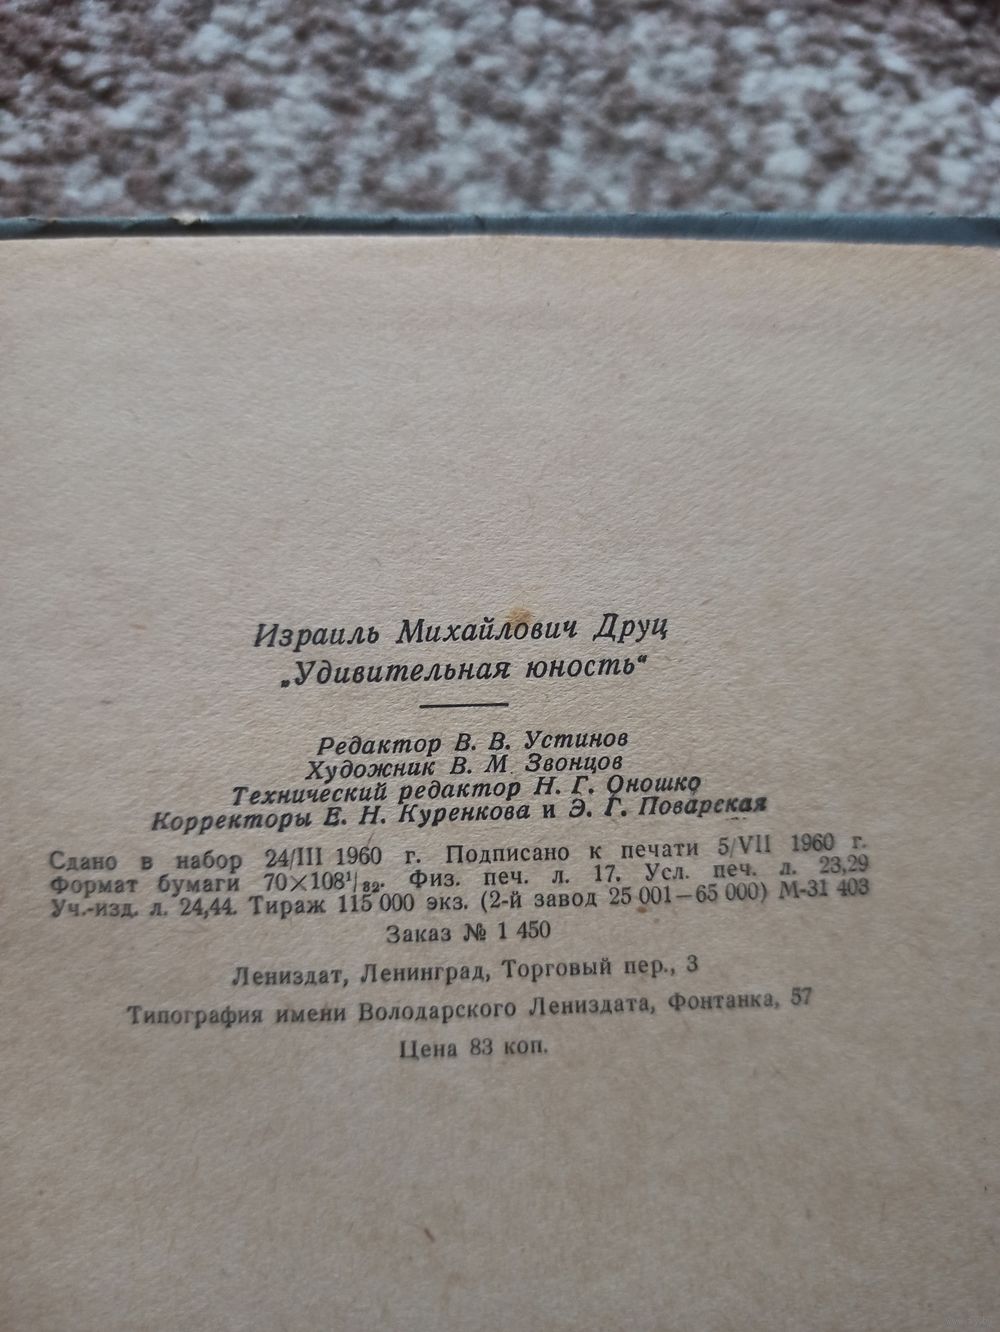 Израиль Михайлович Друц
„Удивительная юность“
Редактор В. В. Устинов
Художник В. М. Звонцов
Технический редактор Н. Г. Оношко
Корректоры Е. Н. Куренкова и Э. Г. Поварская
Сдано в набор 24/III 1960 г. Подписано к печати 5/VII 1960 г.
Формат бумаги 70×108¹/₃₂. Физ. печ. л. 17. Усл. печ. л. 23,29
Уч.-изд. л. 24,44. Тираж 115 000 экз. (2-й завод 25 001—65 000) М-31 403
Заказ № 1 450
Лениздат, Ленинград, Торговый пер., 3
Типография имени Володарского Лениздата, Фонтанка, 57
Цена 83 коп.